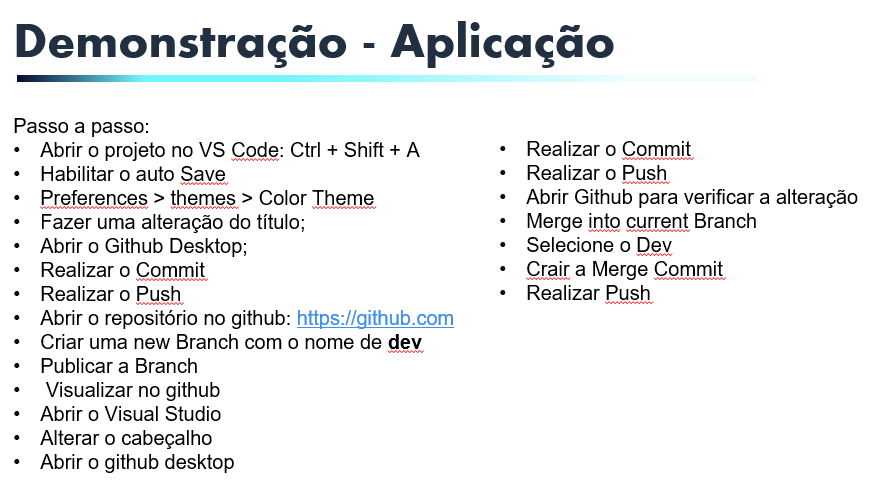 Demonstração - Aplicação
Passo a passo:
• Abrir o projeto no VS Code: Ctrl + Shift + A
• Habilitar o auto Save
• Preferences > themes > Color Theme
• Fazer uma alteração do título;
• Abrir o Github Desktop;
• Realizar o Commit
• Realizar o Push
• Abrir o repositório no github: https://github.com
• Criar uma new Branch com o nome de dev
• Publicar a Branch
• Visualizar no github
• Abrir o Visual Studio
• Alterar o cabeçalho
• Abrir o github desktop
• Realizar o Commit
• Realizar o Push
• Abrir Github para verificar a alteração
• Merge into current Branch
• Selecione o Dev
• Crair a Merge Commit
• Realizar Push